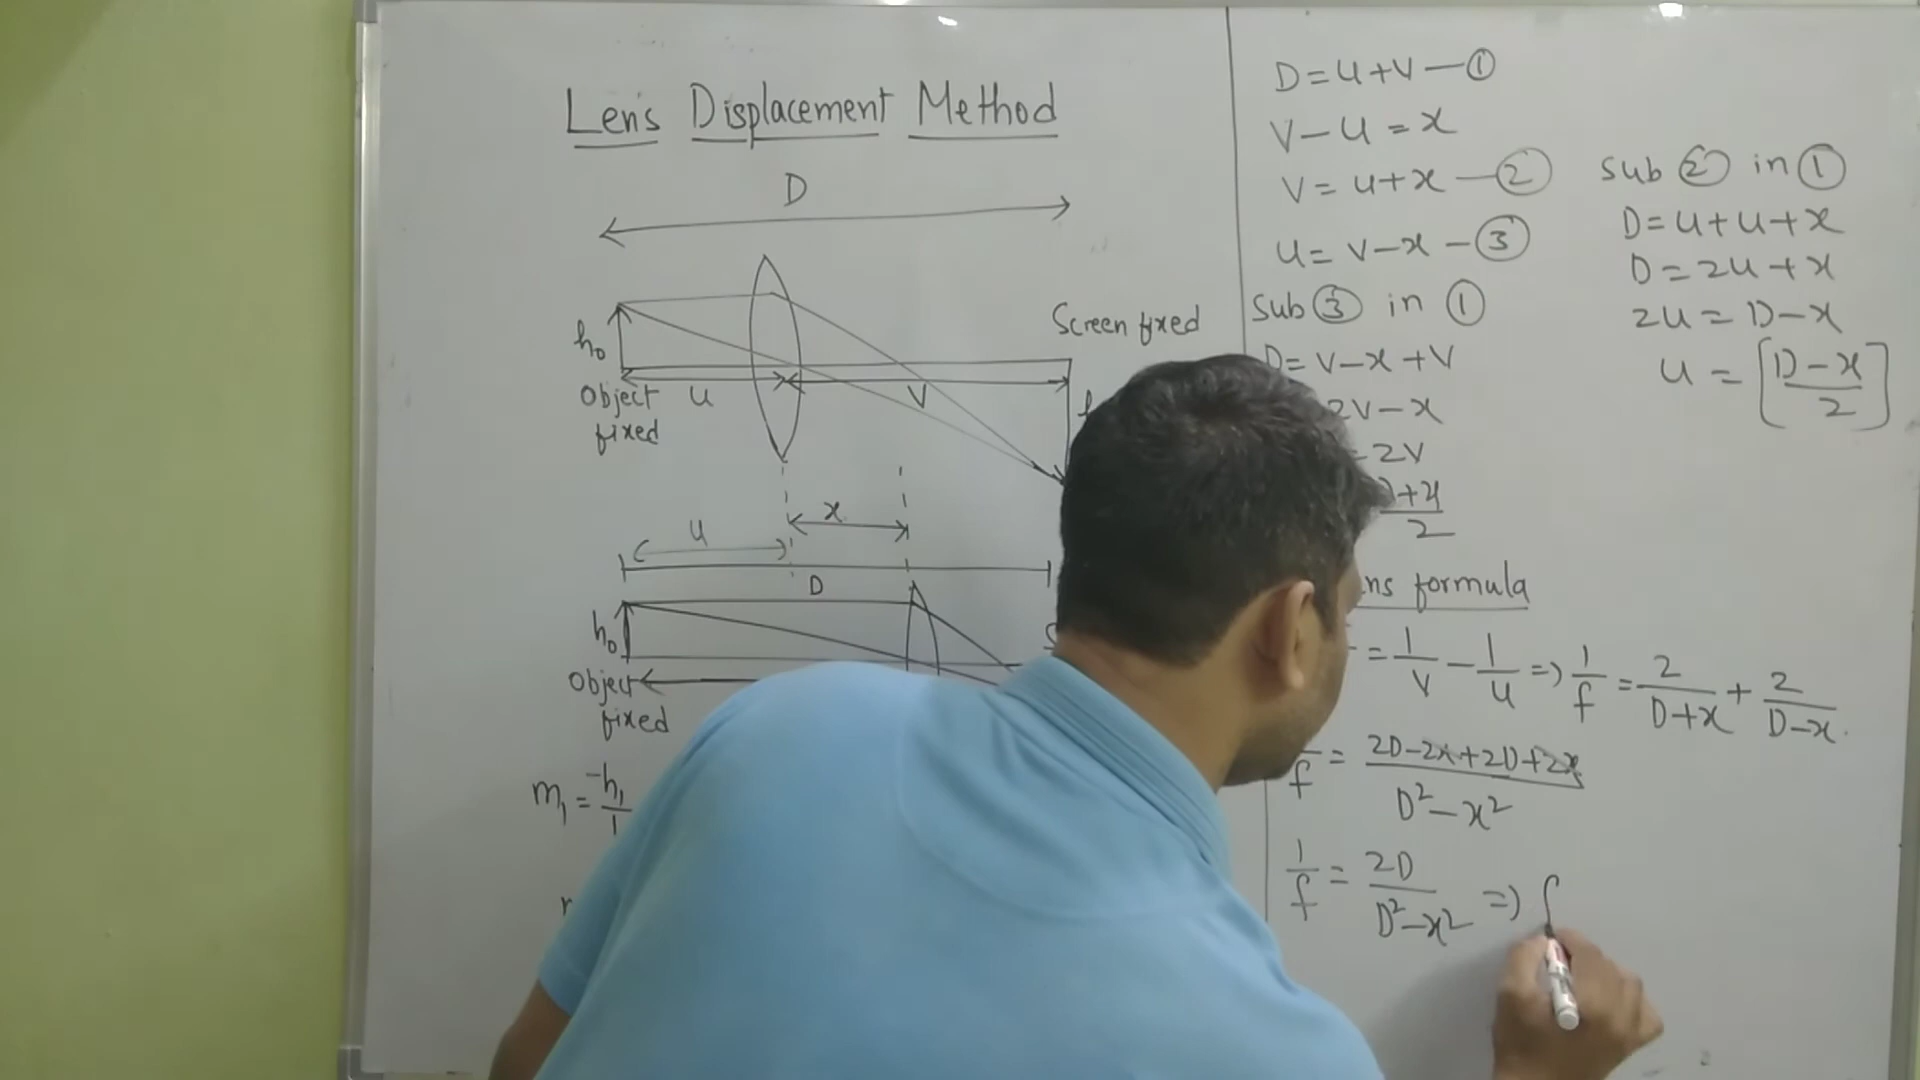 Lens Displacement Method
D
h₀
Object fixed
u
v
Screen fixed
x
u
D
h₀
Object fixed
m₁ = -h₁
D = u + v — ①
v - u = x
v = u + x — ②
u = v - x - ③
Sub ③ in ①
D = v - x + v
2v - x
= 2v
2
ns formula
= 1/v - 1/u => 1/f = 2/(D+x) + 2/(D-x)
f = (2D - 2x + 2D + 2x)/(D² - x²)
1/f = 2D/(D² - x²) => f
Sub ② in ①
D = u + u + x
D = 2u + x
2u = D - x
u = [(D - x)/2]